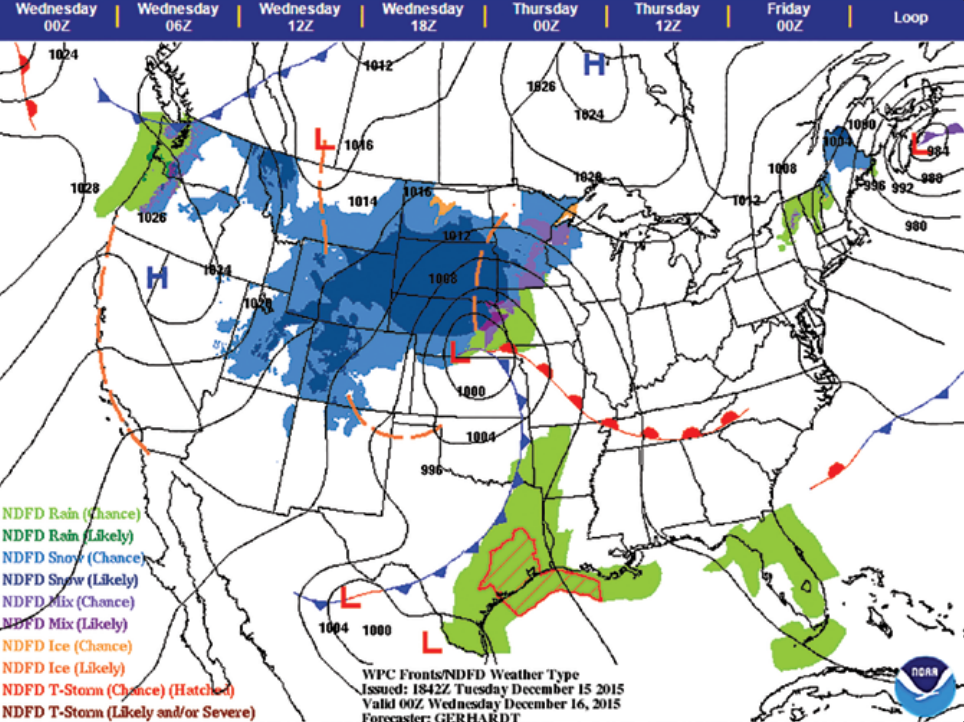 Wednesday 00Z
Wednesday 06Z
Wednesday 12Z
Wednesday 18Z
Thursday 00Z
Thursday 12Z
Friday 00Z
Loop
1024
1012
H
1026
1024
1016
L
1028
1026
1014
1016
1028
1012
1008
1000
1004
L
984
996
992
980
980
H
1024
1020
1012
1008
L
1000
1004
996
L
1004
1000
L
NDFD Rain (Chance)
NDFD Rain (Likely)
NDFD Snow (Chance)
NDFD Snow (Likely)
NDFD Mix (Chance)
NDFD Mix (Likely)
NDFD Ice (Chance)
NDFD Ice (Likely)
NDFD T-Storm (Chance) (Hatched)
NDFD T-Storm (Likely and/or Severe)
WPC Fronts/NDFD Weather Type
Issued: 1842Z Tuesday December 15 2015
Valid 00Z Wednesday December 16, 2015
Forecaster: GERHARDT
NOAA